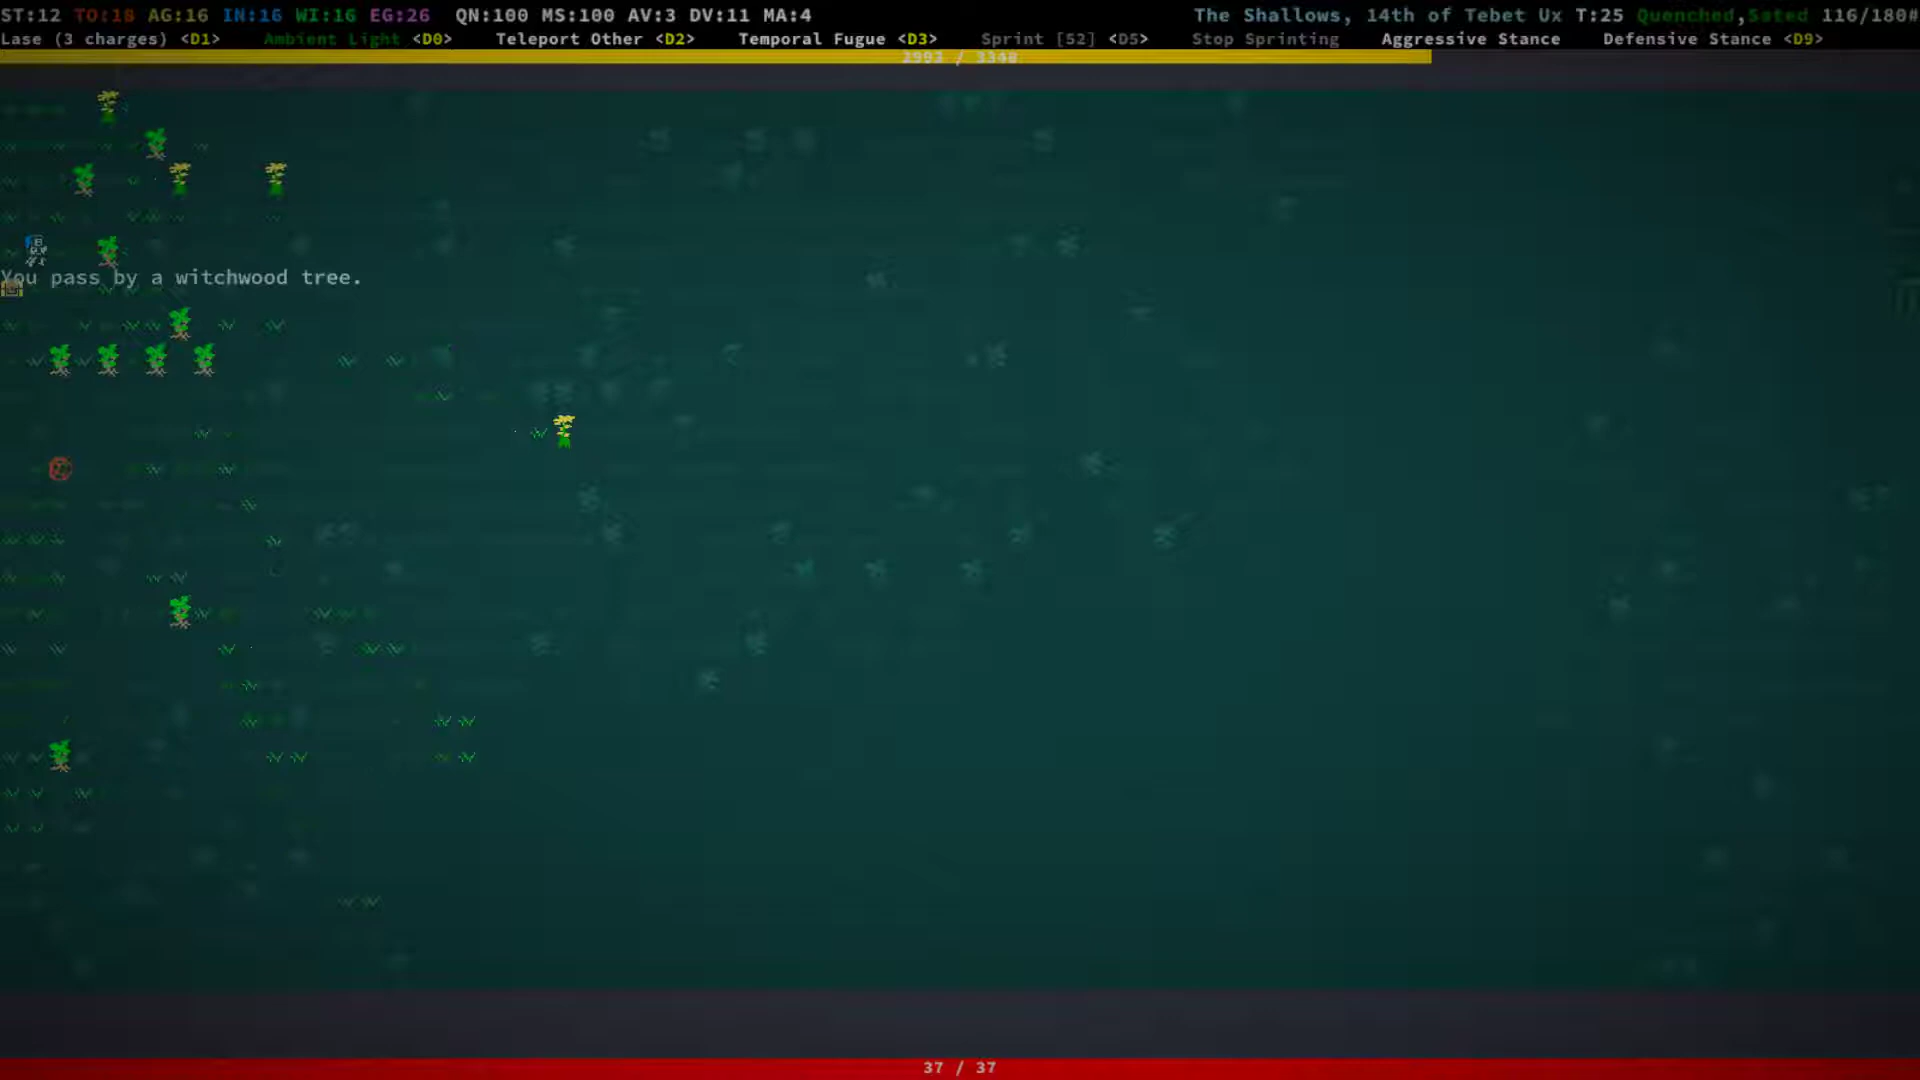 ST:12 TO:18 AG:16 IN:16 WI:16 EG:26 QN:100 MS:100 AV:3 DV:11 MA:4
The Shallows, 14th of Tebet Ux T:25 Quenched,Sated 116/180#
Lase (3 charges) <D1> Ambient Light <D0> Teleport Other <D2> Temporal Fugue <D3> Sprint [52] <D5> Stop Sprinting Aggressive Stance Defensive Stance <D9>
2993 / 3340
You pass by a witchwood tree.
37 / 37